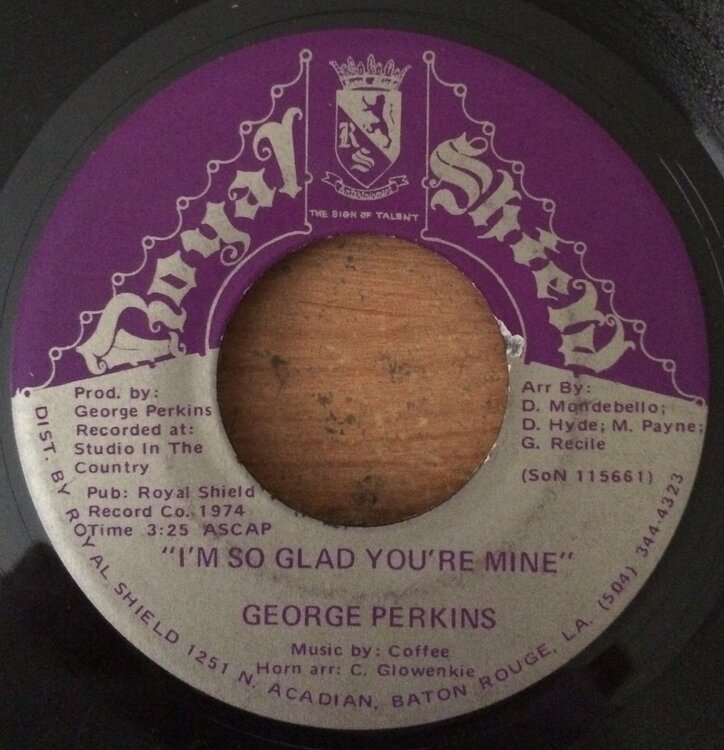 Royal Shield
R
S
Entertainment
THE SIGN OF TALENT
Prod. by:
George Perkins
Recorded at:
Studio In The
Country
Pub: Royal Shield
Record Co. 1974
Time 3:25 ASCAP
Arr By:
D. Mondebello;
D. Hyde; M. Payne;
G. Recile
(SoN 115661)
"I'M SO GLAD YOU'RE MINE"
GEORGE PERKINS
Music by: Coffee
Horn arr: C. Glowenkie
DIST. BY ROYAL SHIELD 1251 N. ACADIAN, BATON ROUGE, LA. (504) 344-4323